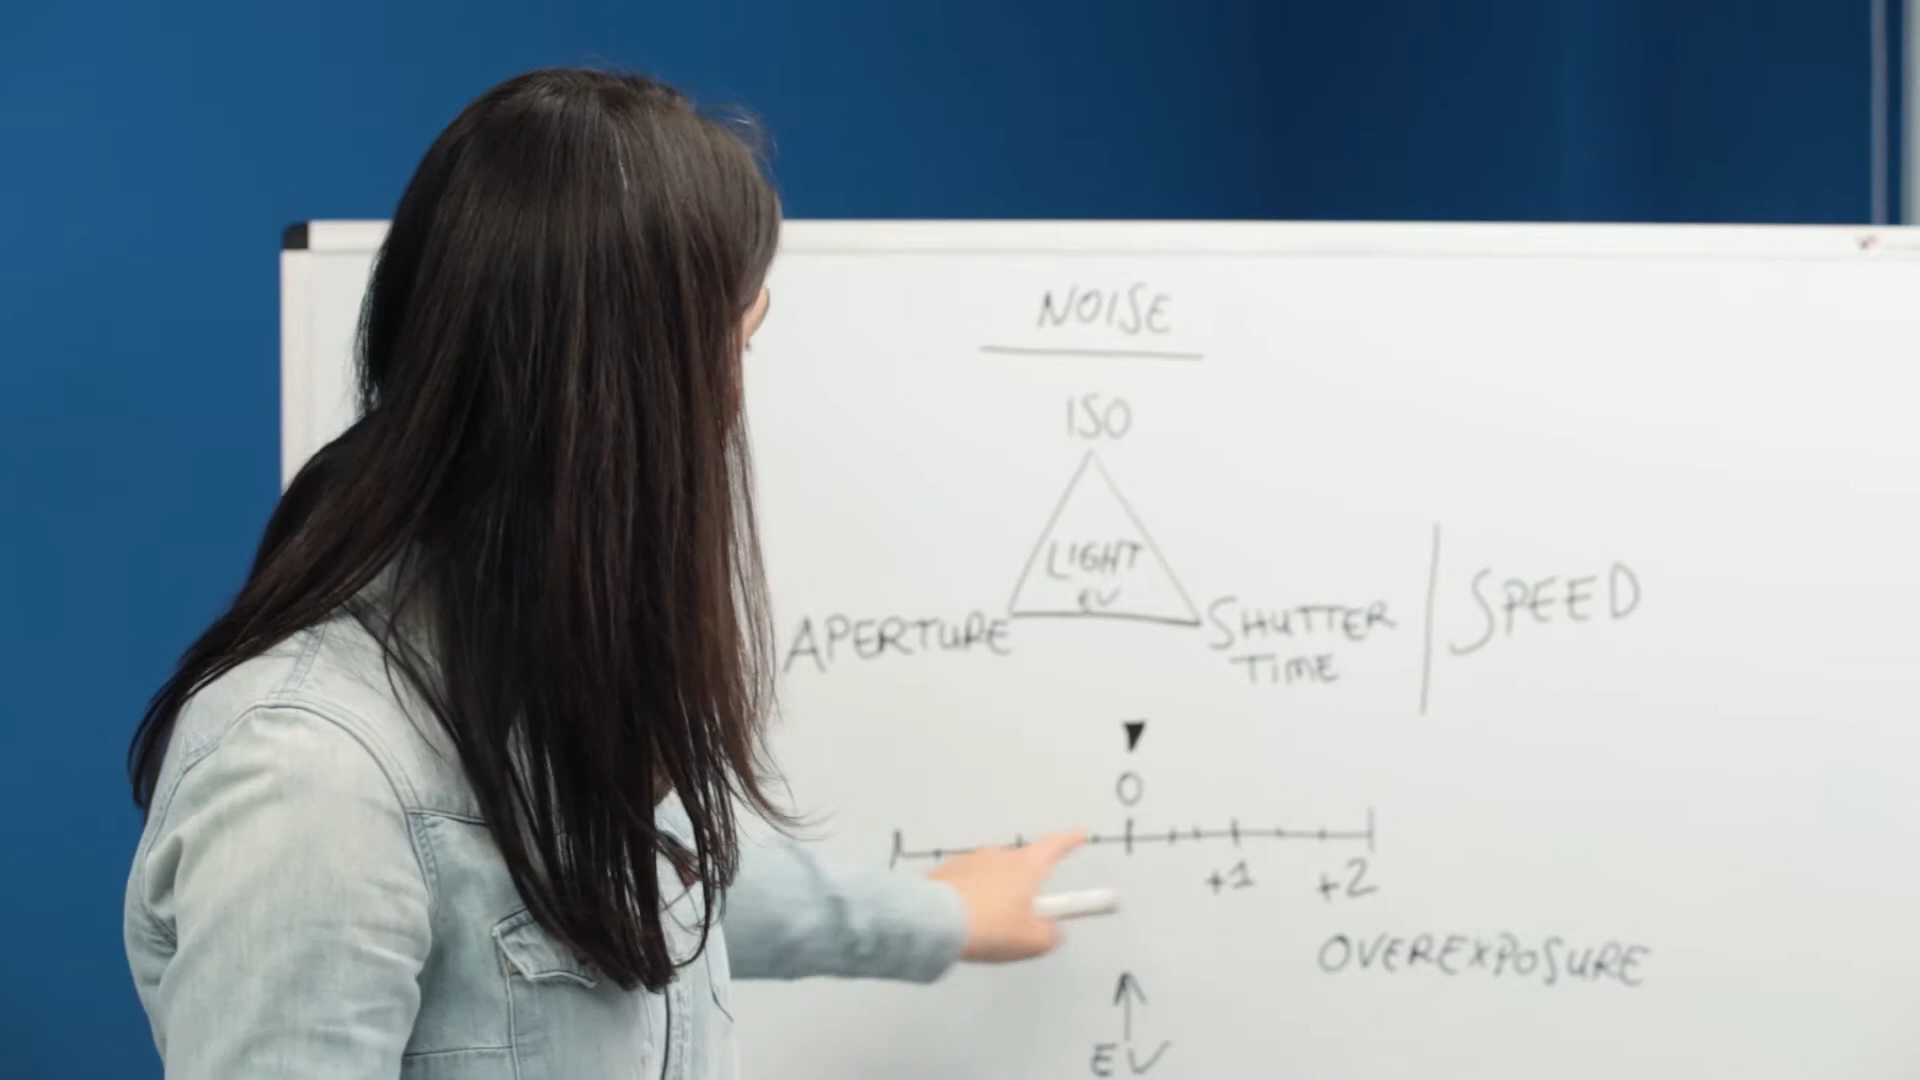 NOISE
ISO
LIGHT
EV
APERTURE
SHUTTER
TIME
SPEED
0
+1
+2
OVEREXPOSURE
EV